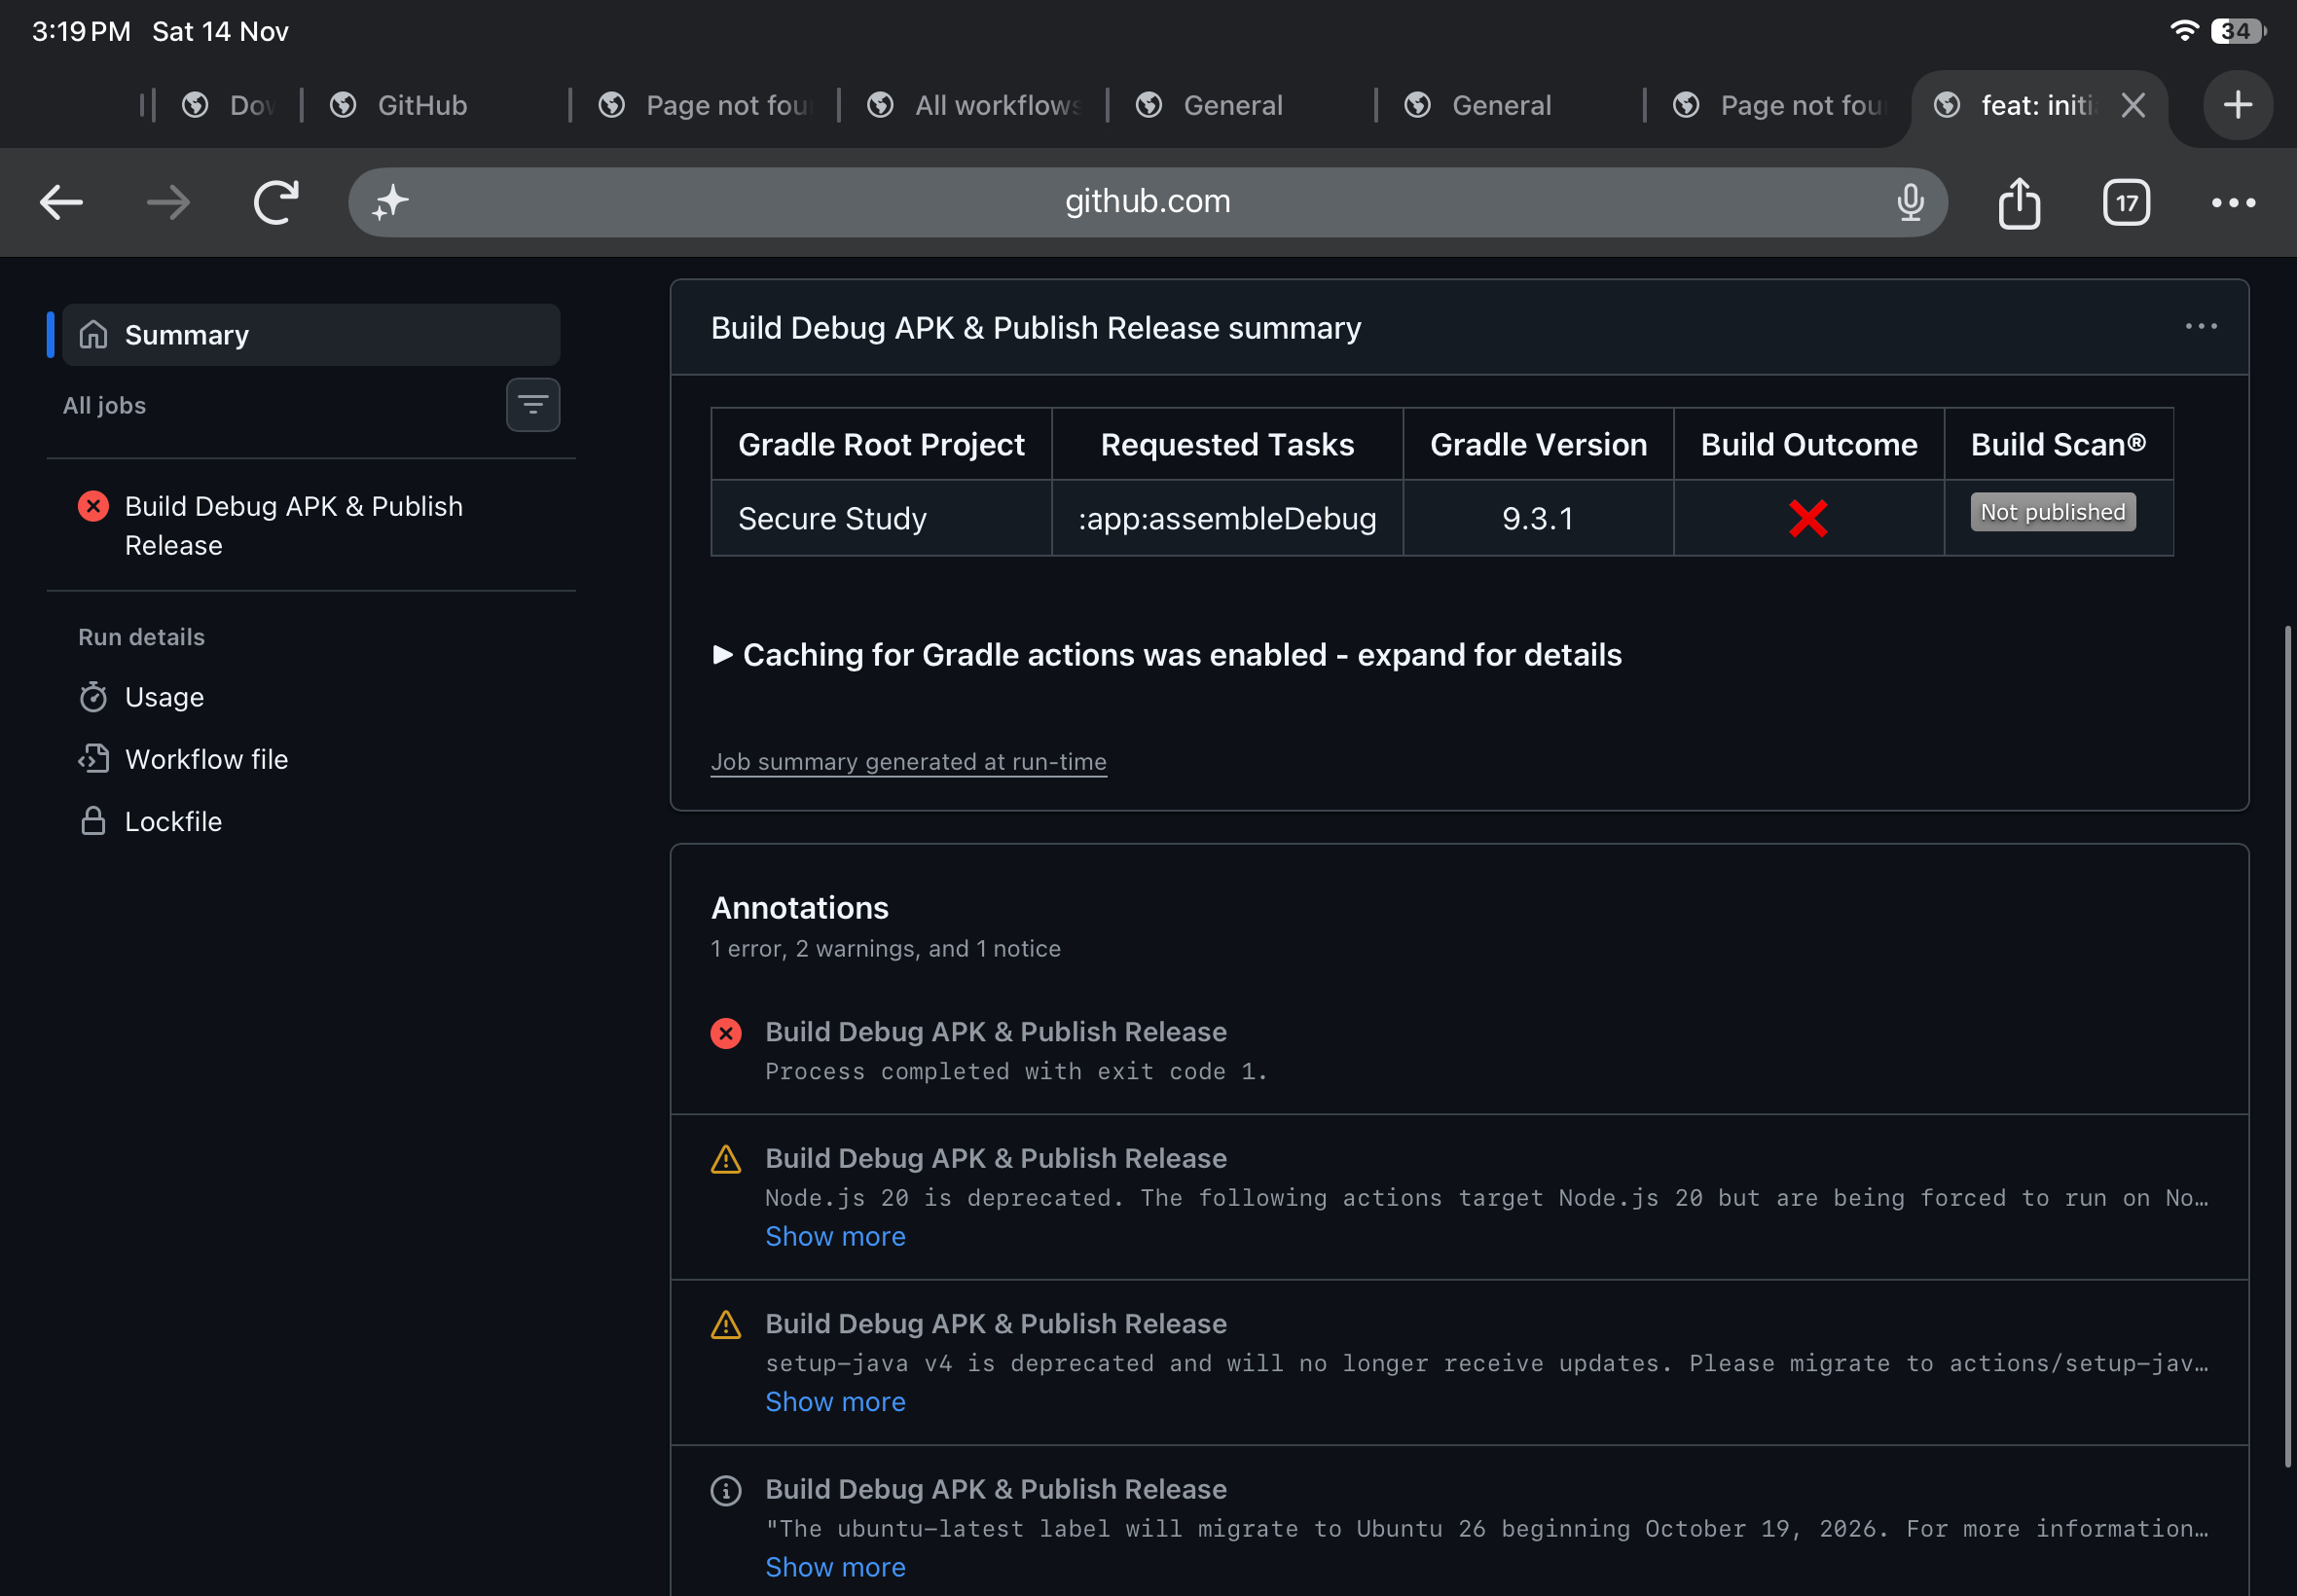 3:19 PM Sat 14 Nov
34
Dow
GitHub
Page not fou
All workflows
General
General
Page not fou
feat: initi
github.com
17
Summary
All jobs
Build Debug APK & Publish
Release
Run details
Usage
Workflow file
Lockfile
Build Debug APK & Publish Release summary
Gradle Root Project Requested Tasks Gradle Version Build Outcome Build Scan®
Secure Study :app:assembleDebug 9.3.1 Not published
Caching for Gradle actions was enabled - expand for details
Job summary generated at run-time
Annotations
1 error, 2 warnings, and 1 notice
Build Debug APK & Publish Release
Process completed with exit code 1.
Build Debug APK & Publish Release
Node.js 20 is deprecated. The following actions target Node.js 20 but are being forced to run on No…
Show more
Build Debug APK & Publish Release
setup-java v4 is deprecated and will no longer receive updates. Please migrate to actions/setup-jav…
Show more
Build Debug APK & Publish Release
"The ubuntu-latest label will migrate to Ubuntu 26 beginning October 19, 2026. For more information…
Show more